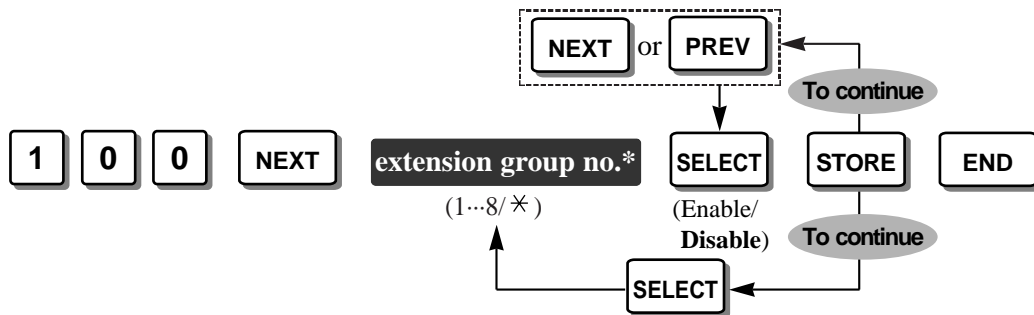 NEXT or PREV
To continue
1 0 0 NEXT extension group no.* SELECT STORE END
(1···8/✳)
(Enable/
Disable)
To continue
SELECT